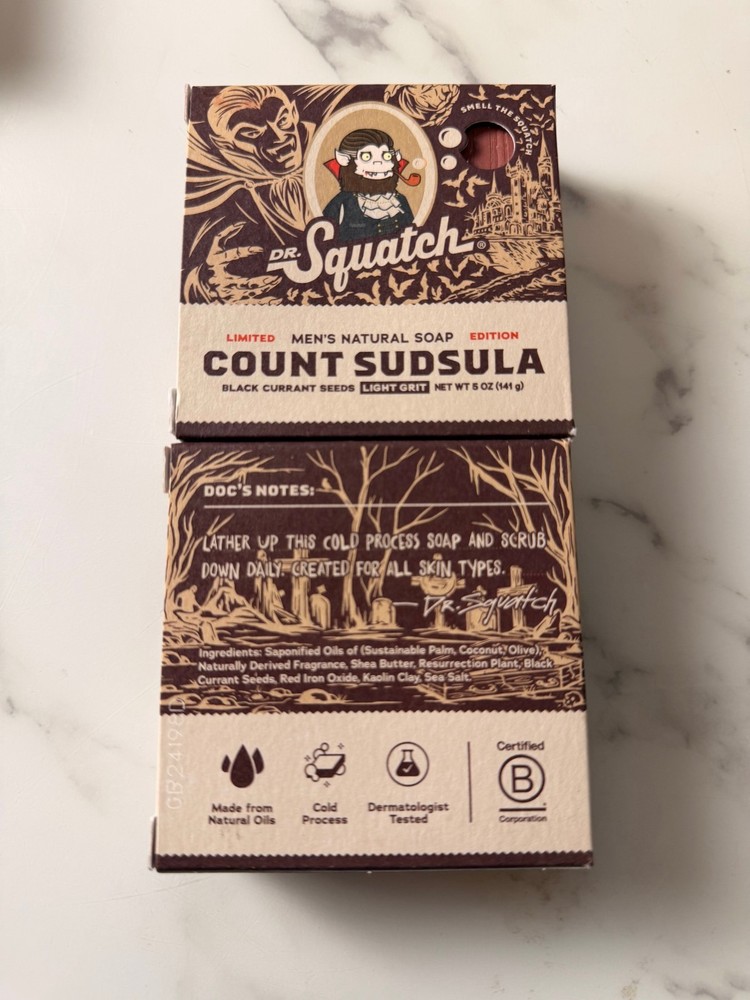 SMELL THE SQUATCH
DR. Squatch®
LIMITED MEN'S NATURAL SOAP EDITION
COUNT SUDSULA
BLACK CURRANT SEEDS LIGHT GRIT NET WT 5 OZ (141 g)
DOC'S NOTES:
LATHER UP THIS COLD PROCESS SOAP AND SCRUB
DOWN DAILY. CREATED FOR ALL SKIN TYPES.
— Dr. Squatch
Ingredients: Saponified Oils of (Sustainable Palm, Coconut, Olive),
Naturally Derived Fragrance, Shea Butter, Resurrection Plant, Black
Currant Seeds, Red Iron Oxide, Kaolin Clay, Sea Salt.
Made from
Natural Oils
Cold
Process
Dermatologist
Tested
Certified
B
Corporation